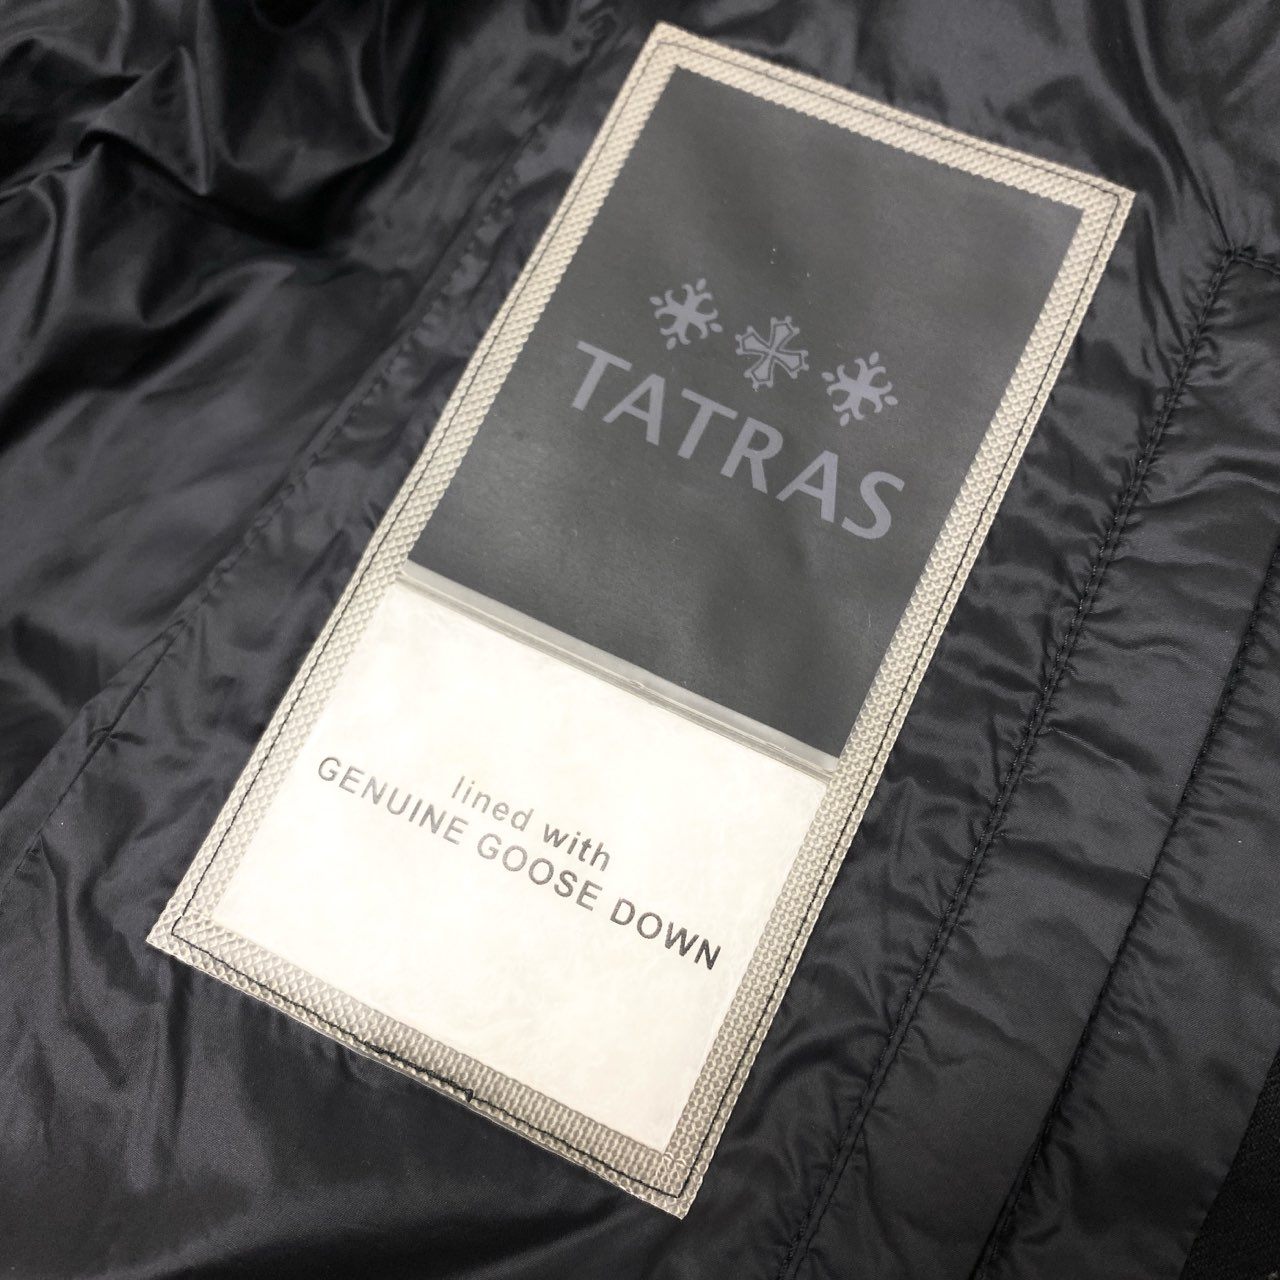 TATRAS
lined with
GENUINE GOOSE DOWN